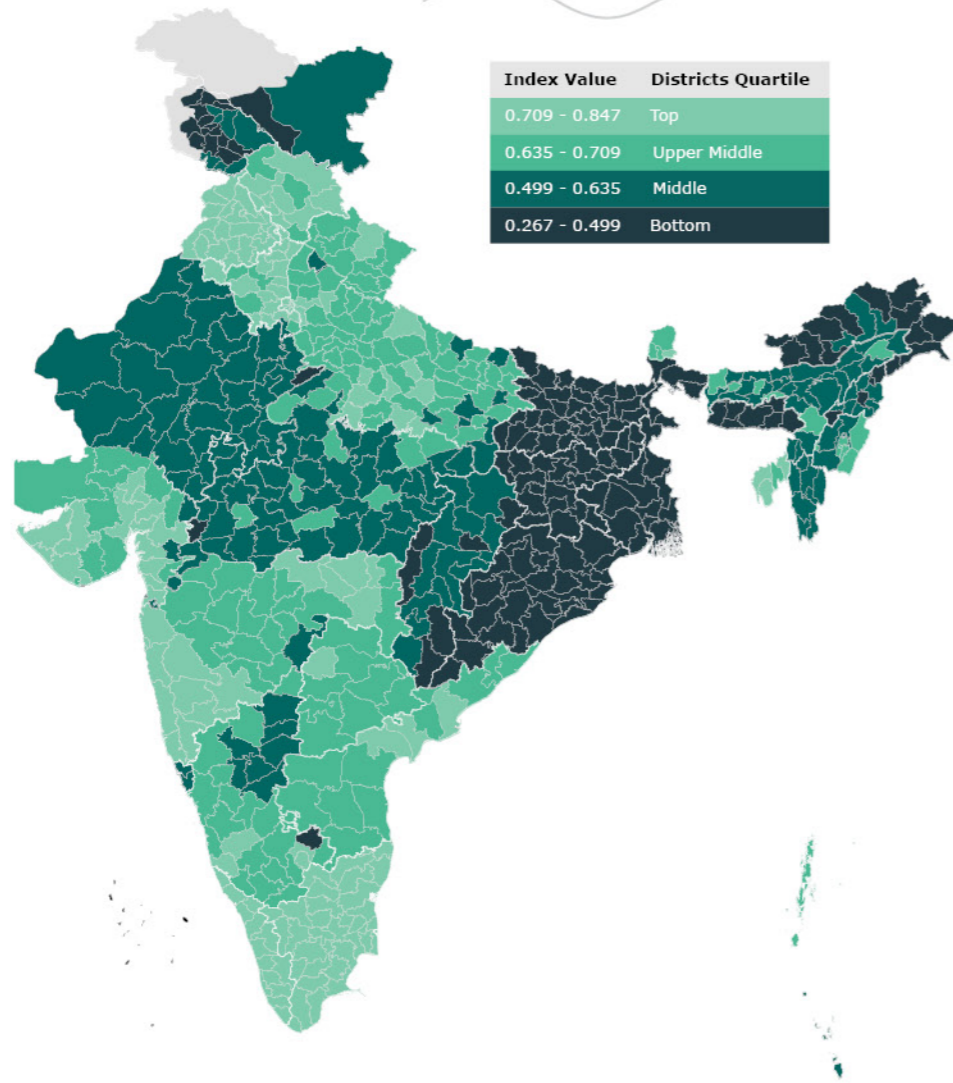 Index Value Districts Quartile
0.709 - 0.847 Top
0.635 - 0.709 Upper Middle
0.499 - 0.635 Middle
0.267 - 0.499 Bottom